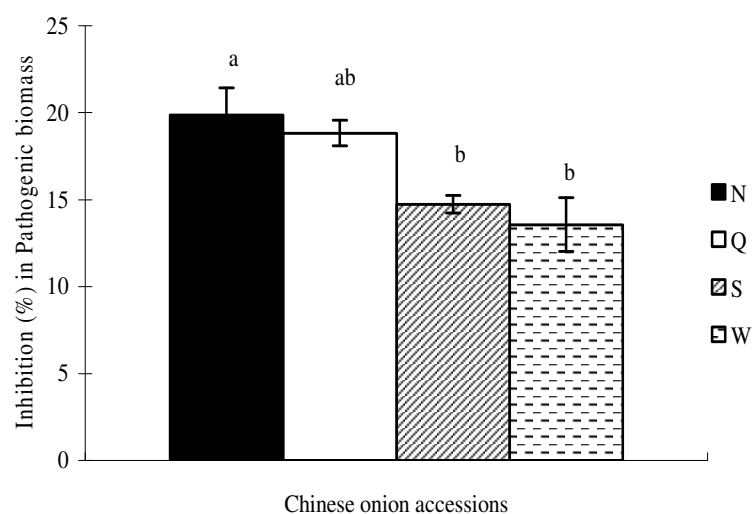 25
20
15
10
5
0
Inhibition (%) in Pathogenic biomass
a
ab
b
b
N
Q
S
W
Chinese onion accessions